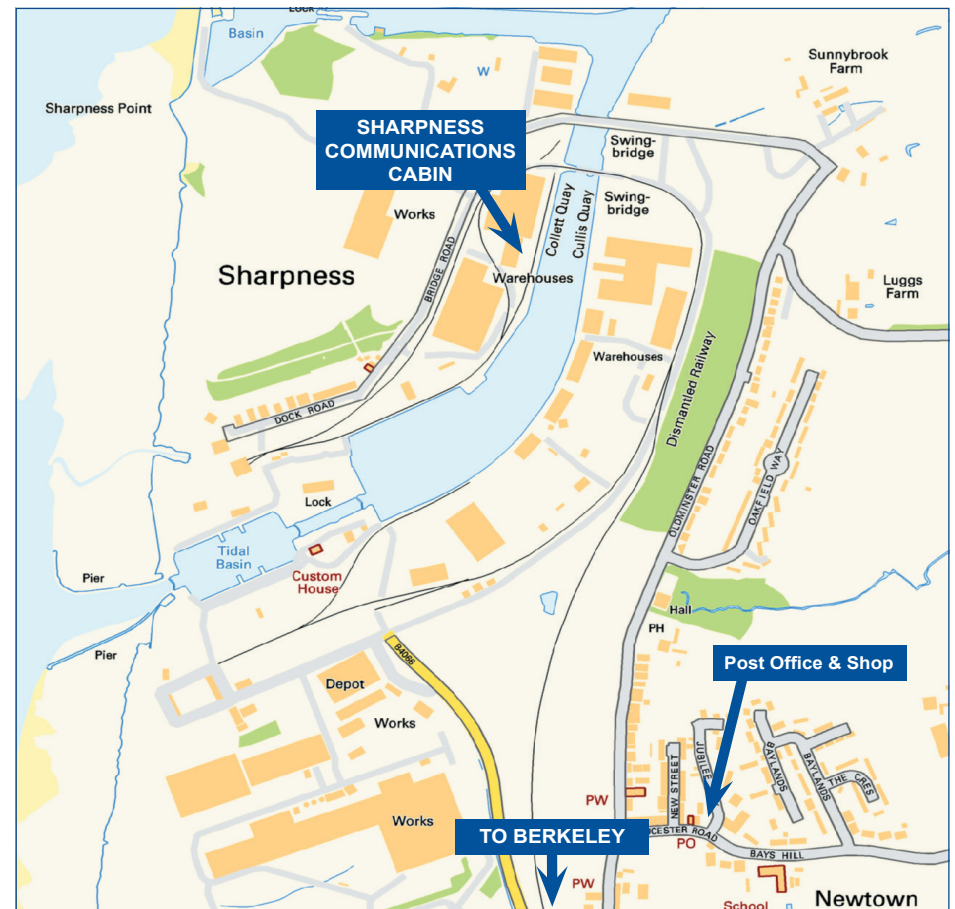 LOCK
Basin
W
Sunnybrook
Farm
Sharpness Point
SHARPNESS
COMMUNICATIONS
CABIN
Swing-
bridge
Swing-
bridge
Works
Collett Quay
Cullis Quay
BRIDGE ROAD
Sharpness
Warehouses
Luggs
Farm
Warehouses
Dismantled Railway
DOCK ROAD
OLDMINSTER ROAD
OAKFIELD WAY
Lock
Tidal
Basin
Custom
House
Pier
Hall
PH
Pier
B4066
Post Office & Shop
Depot
Works
JUBILEE
NEW STREET
BAYLANDS
BAYLANDS
THE CRES
PW
Works
TO BERKELEY
ICESTER ROAD
PO
BAYS HILL
PW
School
Newtown